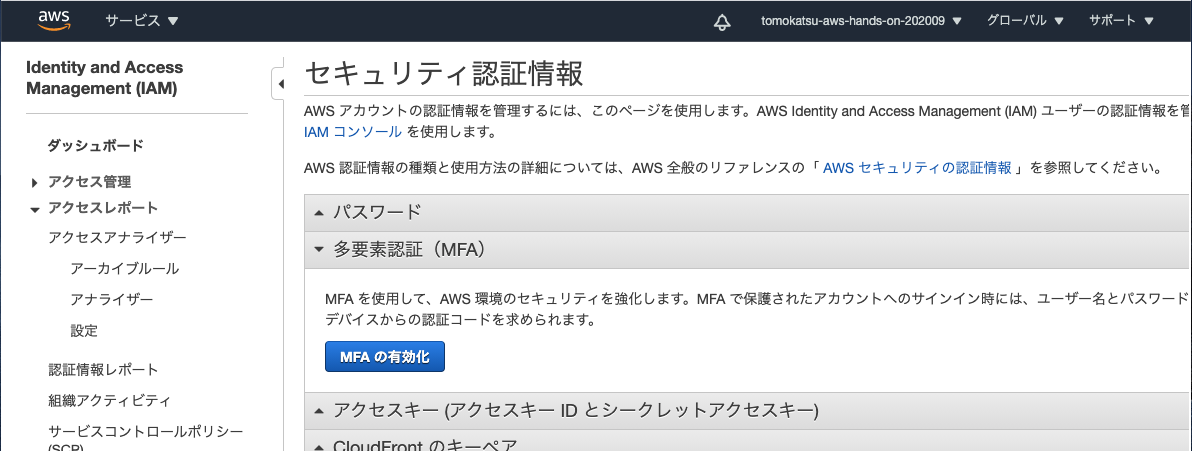 aws サービス tomokatsu-aws-hands-on-202009 グローバル サポート
Identity and Access
Management (IAM)
ダッシュボード
アクセス管理
アクセスレポート
アクセスアナライザー
アーカイブルール
アナライザー
設定
認証情報レポート
組織アクティビティ
サービスコントロールポリシー
(SCP)
セキュリティ認証情報
AWS アカウントの認証情報を管理するには、このページを使用します。AWS Identity and Access Management (IAM) ユーザーの認証情報を管
IAM コンソール を使用します。
AWS 認証情報の種類と使用方法の詳細については、AWS 全般のリファレンスの「 AWS セキュリティの認証情報 」を参照してください。
パスワード
多要素認証（MFA）
MFA を使用して、AWS 環境のセキュリティを強化します。MFA で保護されたアカウントへのサインイン時には、ユーザー名とパスワード
デバイスからの認証コードを求められます。
MFA の有効化
アクセスキー (アクセスキー ID とシークレットアクセスキー)
CloudFront のキーペア